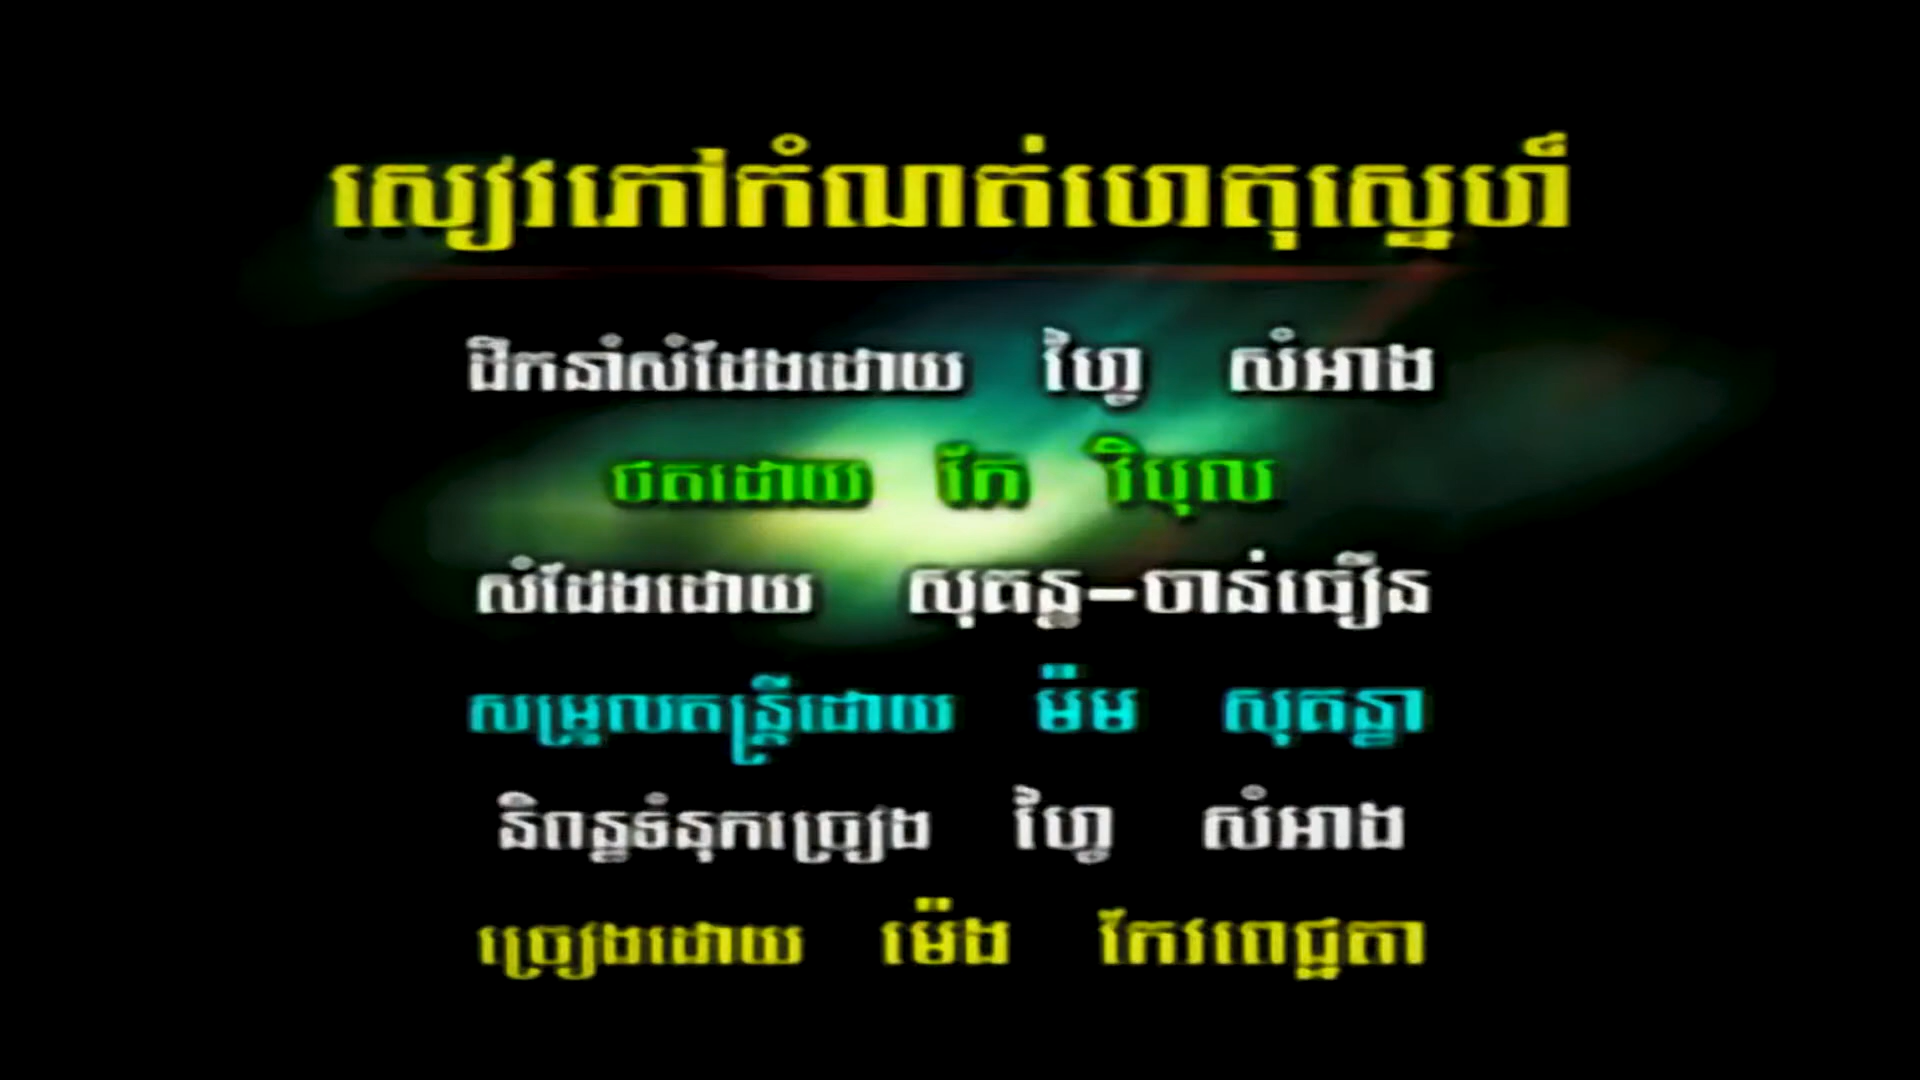 ស្យេវភៅកំណត់ហេតុស្នេហ៏
ដឹកនាំសំដែងដោយ ហ្វៃ សំអាង
ថតដោយ កែ វិបុល
សំដែងដោយ សុគន្ធ-ចាន់ធឿន
សម្រួលតន្ត្រីដោយ ម៉ម សុគន្ធា
និពន្ធទំនុកច្រៀង ហ្វៃ សំអាង
ច្រៀងដោយ ម៉េង កែវពេជ្ជតា